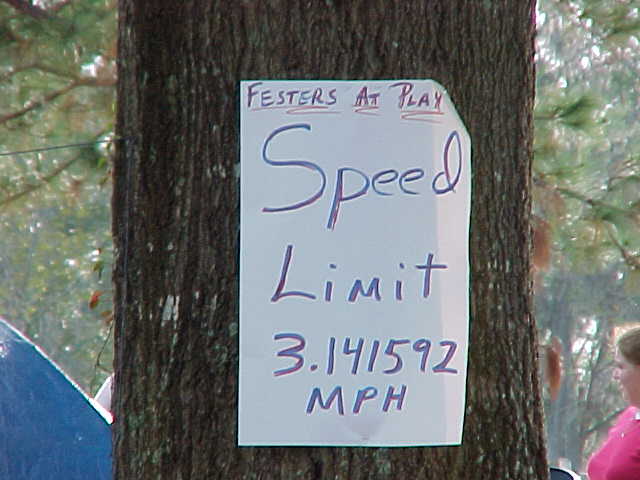 FESTERS AT PLAY
Speed
Limit
3.141592
MPH